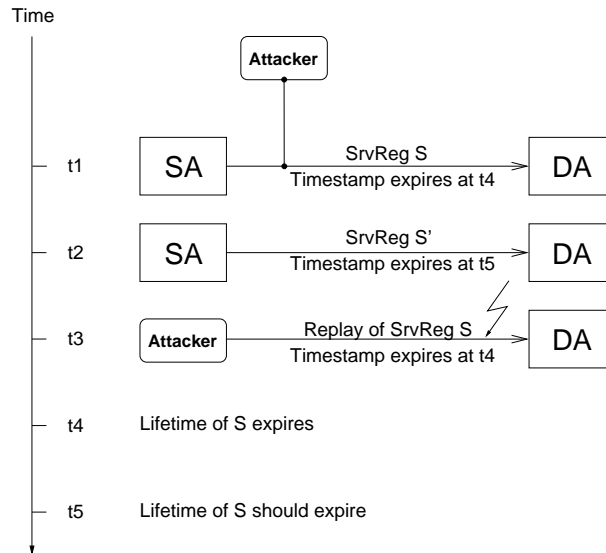 Time
Attacker
t1
SA
SrvReg S
Timestamp expires at t4
DA
t2
SA
SrvReg S'
Timestamp expires at t5
DA
t3
Attacker
Replay of SrvReg S
Timestamp expires at t4
DA
t4
Lifetime of S expires
t5
Lifetime of S should expire